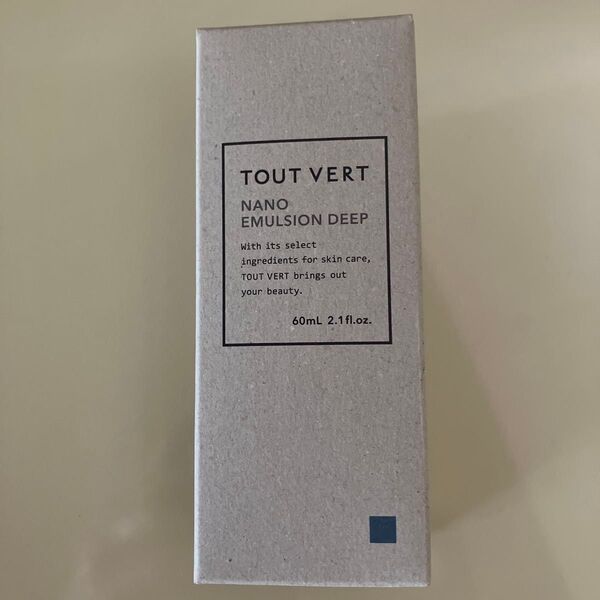 TOUT VERT
NANO
EMULSION DEEP
With its select
ingredients for skin care,
TOUT VERT brings out
your beauty.
60mL 2.1fl.oz.